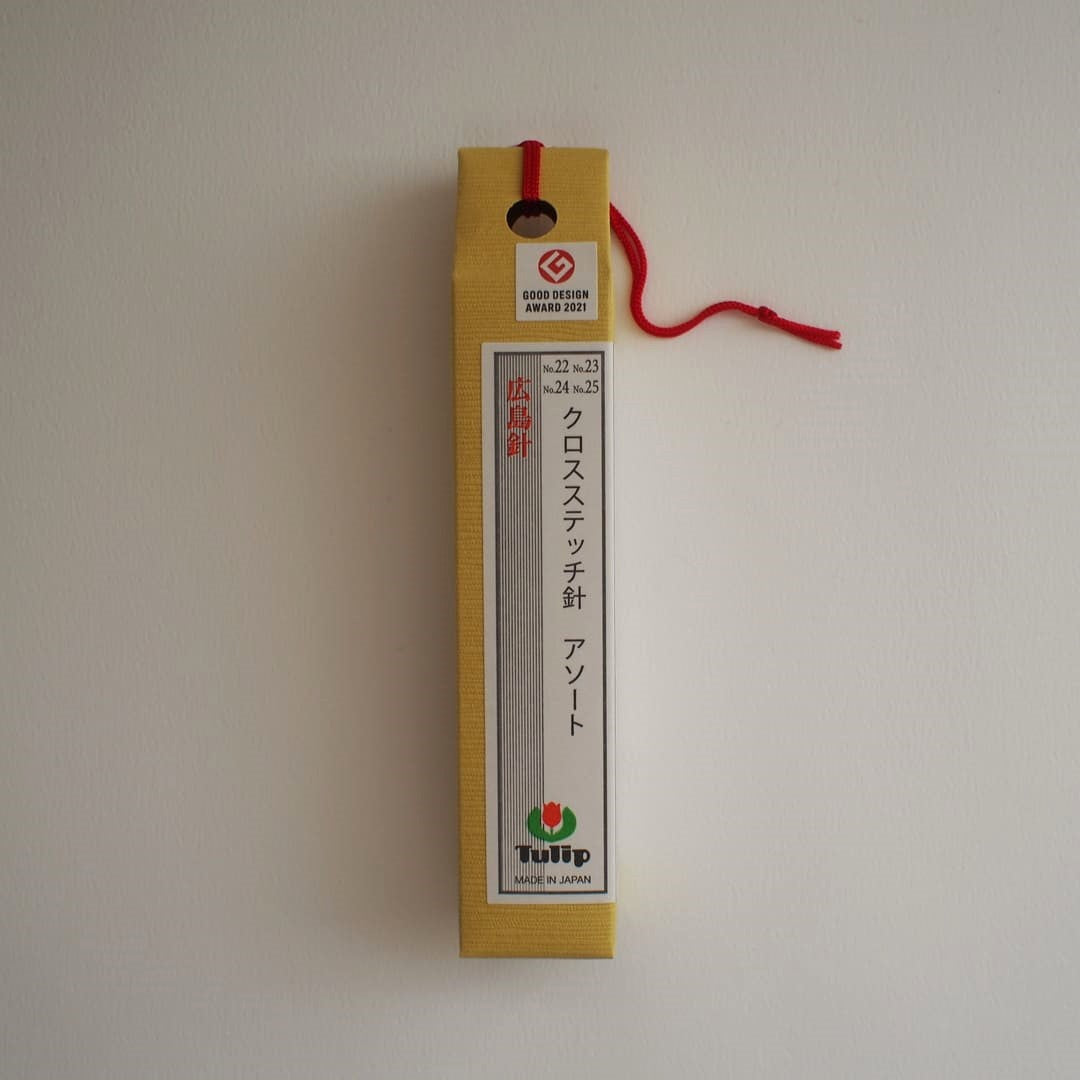 GOOD DESIGN
AWARD 2021
No.22 No.23
No.24 No.25
クロスステッチ針 アソート
広島針
Tulip
MADE IN JAPAN